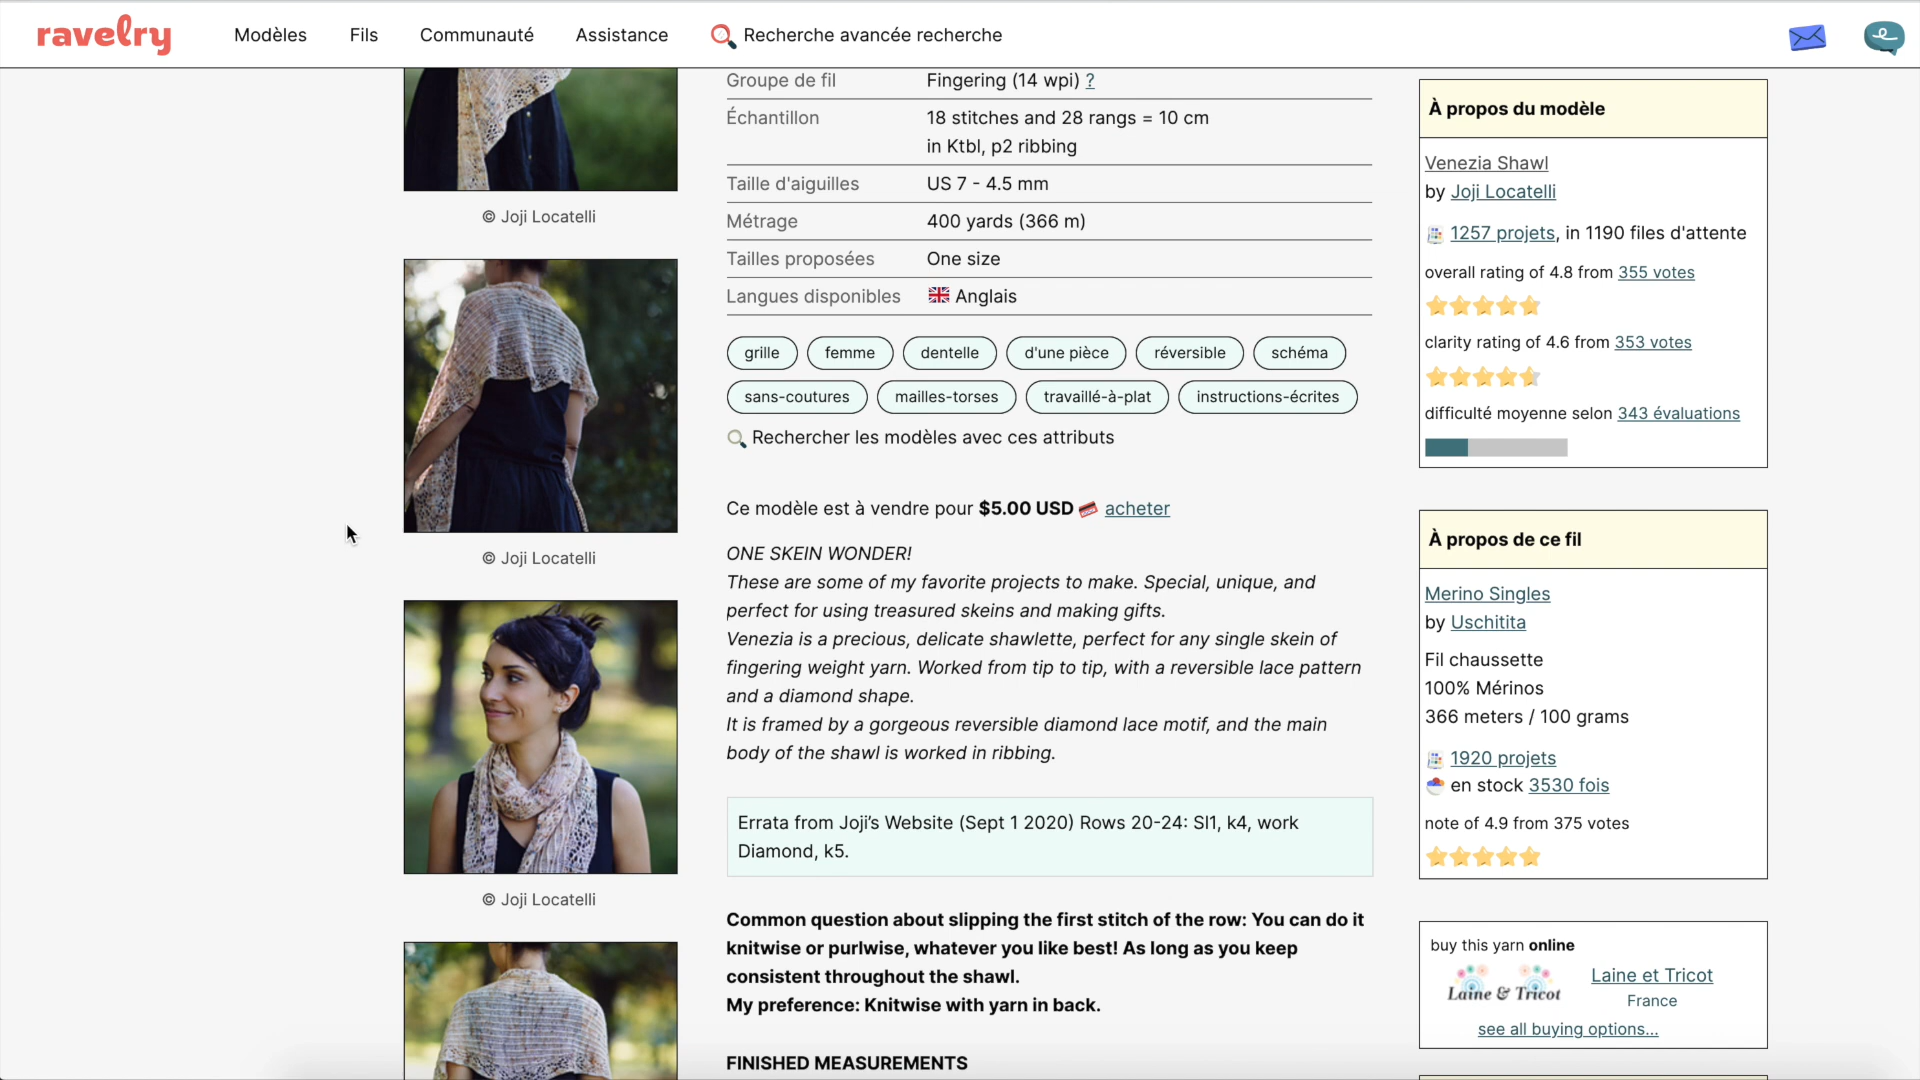 ravelry
Modèles
Fils
Communauté
Assistance
Recherche avancée recherche
© Joji Locatelli
© Joji Locatelli
© Joji Locatelli
Groupe de fil Fingering (14 wpi) ?
Échantillon 18 stitches and 28 rangs = 10 cm
in Ktbl, p2 ribbing
Taille d'aiguilles US 7 - 4.5 mm
Métrage 400 yards (366 m)
Tailles proposées One size
Langues disponibles Anglais
grille femme dentelle d'une pièce réversible schéma
sans-coutures mailles-torses travaillé-à-plat instructions-écrites
Rechercher les modèles avec ces attributs
Ce modèle est à vendre pour $5.00 USD acheter
ONE SKEIN WONDER!
These are some of my favorite projects to make. Special, unique, and
perfect for using treasured skeins and making gifts.
Venezia is a precious, delicate shawlette, perfect for any single skein of
fingering weight yarn. Worked from tip to tip, with a reversible lace pattern
and a diamond shape.
It is framed by a gorgeous reversible diamond lace motif, and the main
body of the shawl is worked in ribbing.
Errata from Joji’s Website (Sept 1 2020) Rows 20-24: Sl1, k4, work
Diamond, k5.
Common question about slipping the first stitch of the row: You can do it
knitwise or purlwise, whatever you like best! As long as you keep
consistent throughout the shawl.
My preference: Knitwise with yarn in back.
FINISHED MEASUREMENTS
À propos du modèle
Venezia Shawl
by Joji Locatelli
1257 projets, in 1190 files d'attente
overall rating of 4.8 from 355 votes
clarity rating of 4.6 from 353 votes
difficulté moyenne selon 343 évaluations
À propos de ce fil
Merino Singles
by Uschitita
Fil chaussette
100% Mérinos
366 meters / 100 grams
1920 projets
en stock 3530 fois
note of 4.9 from 375 votes
buy this yarn online
Laine & Tricot
Laine et Tricot
France
see all buying options...